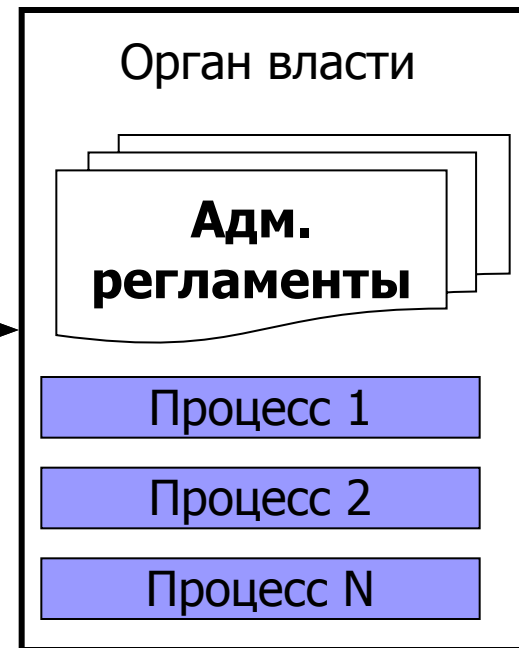 Орган власти
Адм.
регламенты
Процесс 1
Процесс 2
Процесс N